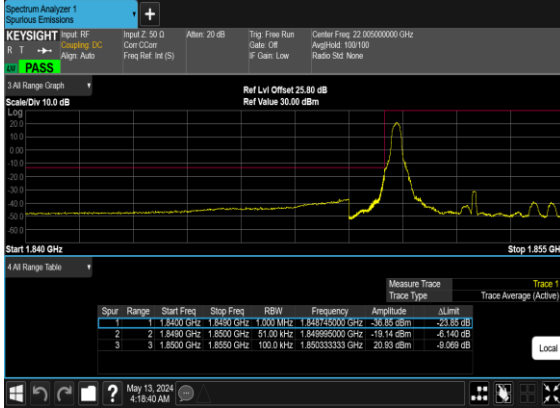 Spectrum Analyzer 1
Spurious Emissions
+
KEYSIGHT Input: RF Input Z: 50 Ω Atten: 20 dB Trig: Free Run Center Freq: 22.005000000 GHz
R T Coupling: DC Corr CCorr Gate: Off Avg|Hold: 100/100
Align: Auto Freq Ref: Int (S) IF Gain: Low Radio Std: None
PASS
3.All Range Graph Ref Lvl Offset 25.80 dB
Scale/Div 10.0 dB Ref Value 30.00 dBm
Log
20.0
10.0
0.00
-10.0
-20.0
-30.0
-40.0
-50.0
-60.0
Start 1.840 GHz Stop 1.855 GHz
4.All Range Table
Measure Trace Trace 1
Trace Type Trace Average (Active)
Spur Range Start Freq Stop Freq RBW Frequency Amplitude ΔLimit
1 1 1.8400 GHz 1.8490 GHz 1.000 MHz 1.848745000 GHz -36.85 dBm -23.85 dB
2 2 1.8490 GHz 1.8500 GHz 51.00 kHz 1.849995000 GHz -19.14 dBm -6.140 dB
3 3 1.8500 GHz 1.8550 GHz 100.0 kHz 1.850333333 GHz 20.93 dBm -9.069 dB
Local
? May 13, 2024
4:18:40 AM